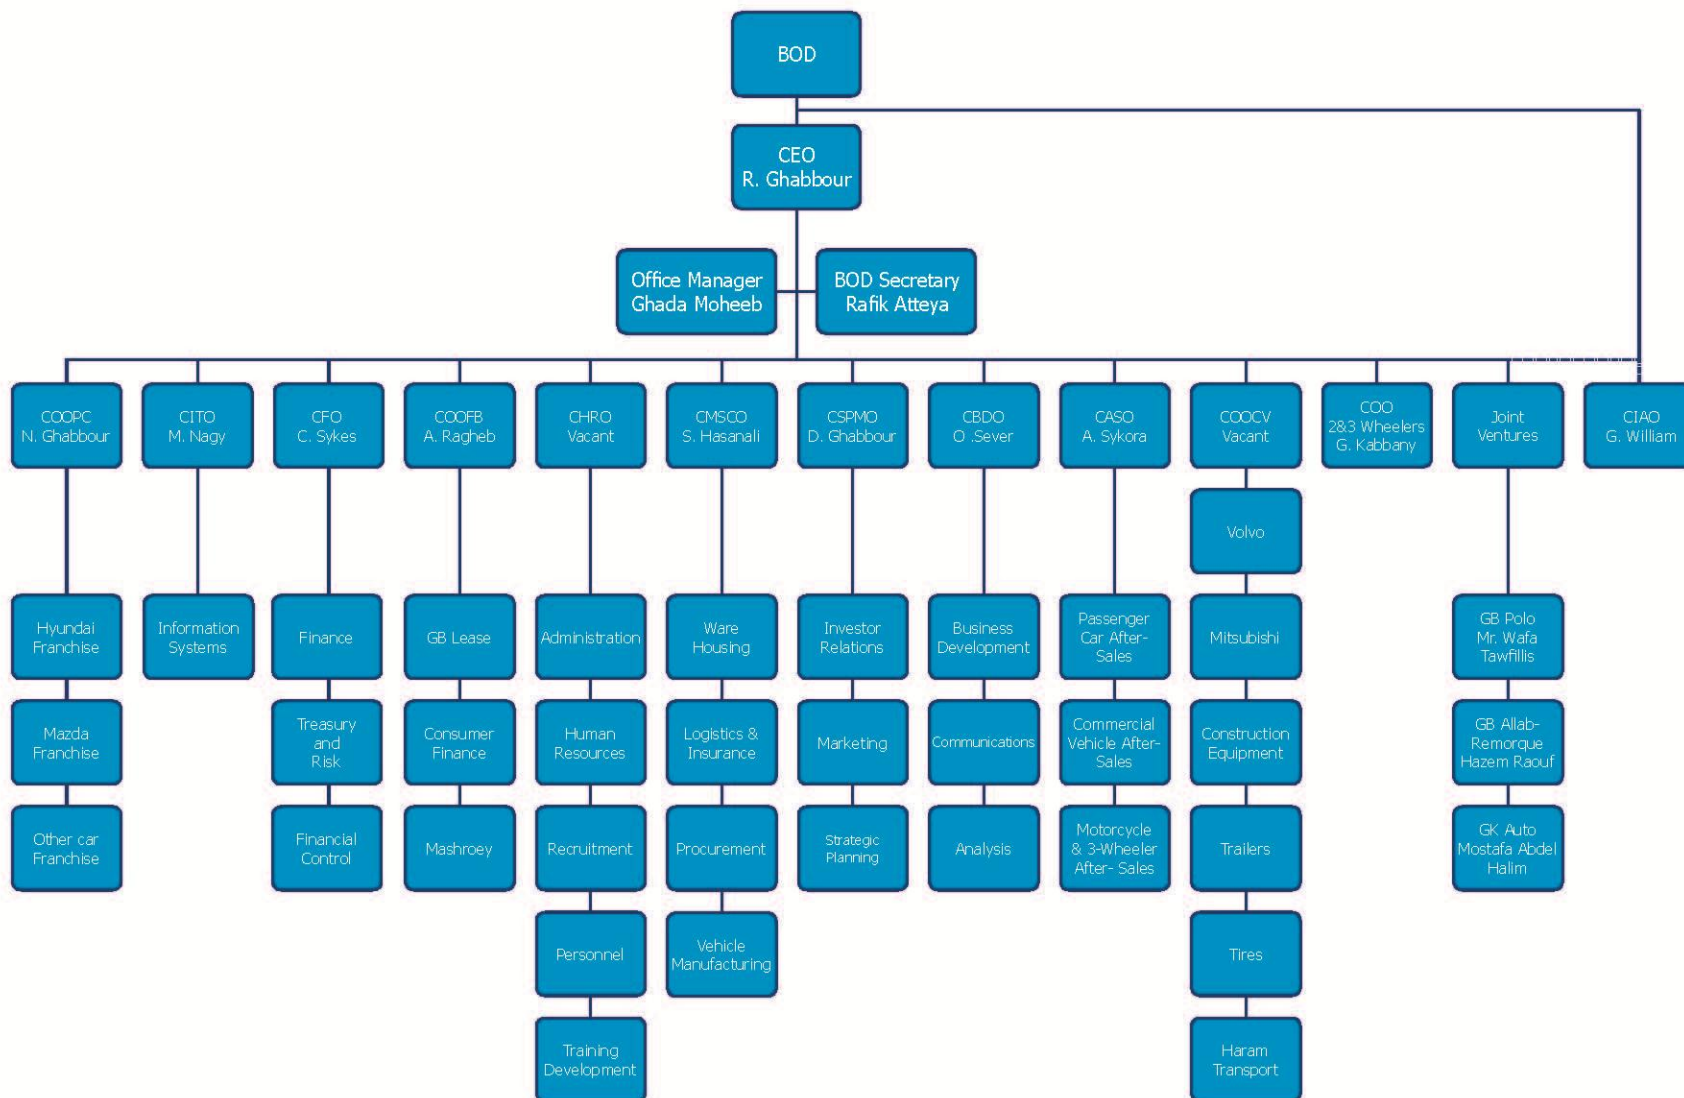 BOD
CEO
R. Ghabbour
Office Manager
Ghada Moheeb
BOD Secretary
Rafik Atteya
COOPC
N. Ghabbour
CITO
M. Nagy
CFO
C. Sykes
COOFB
A. Ragheb
CHRO
Vacant
CMSCO
S. Hasanali
CSPMO
D. Ghabbour
CBDO
O .Sever
CASO
A. Sykora
COOCV
Vacant
COO
2&3 Wheelers
G. Kabbany
Joint
Ventures
CIAO
G. William
Volvo
Hyundai
Franchise
Information
Systems
Finance
GB Lease
Administration
Ware
Housing
Investor
Relations
Business
Development
Passenger
Car After-
Sales
Mitsubishi
GB Polo
Mr. Wafa
Tawfillis
Mazda
Franchise
Treasury
and
Risk
Consumer
Finance
Human
Resources
Logistics &
Insurance
Marketing
Communications
Commercial
Vehicle After-
Sales
Construction
Equipment
GB Allab-
Remorque
Hazem Raouf
Other car
Franchise
Financial
Control
Mashroey
Recruitment
Procurement
Strategic
Planning
Analysis
Motorcycle
& 3-Wheeler
After- Sales
Trailers
GK Auto
Mostafa Abdel
Halim
Personnel
Vehicle
Manufacturing
Tires
Training
Development
Haram
Transport